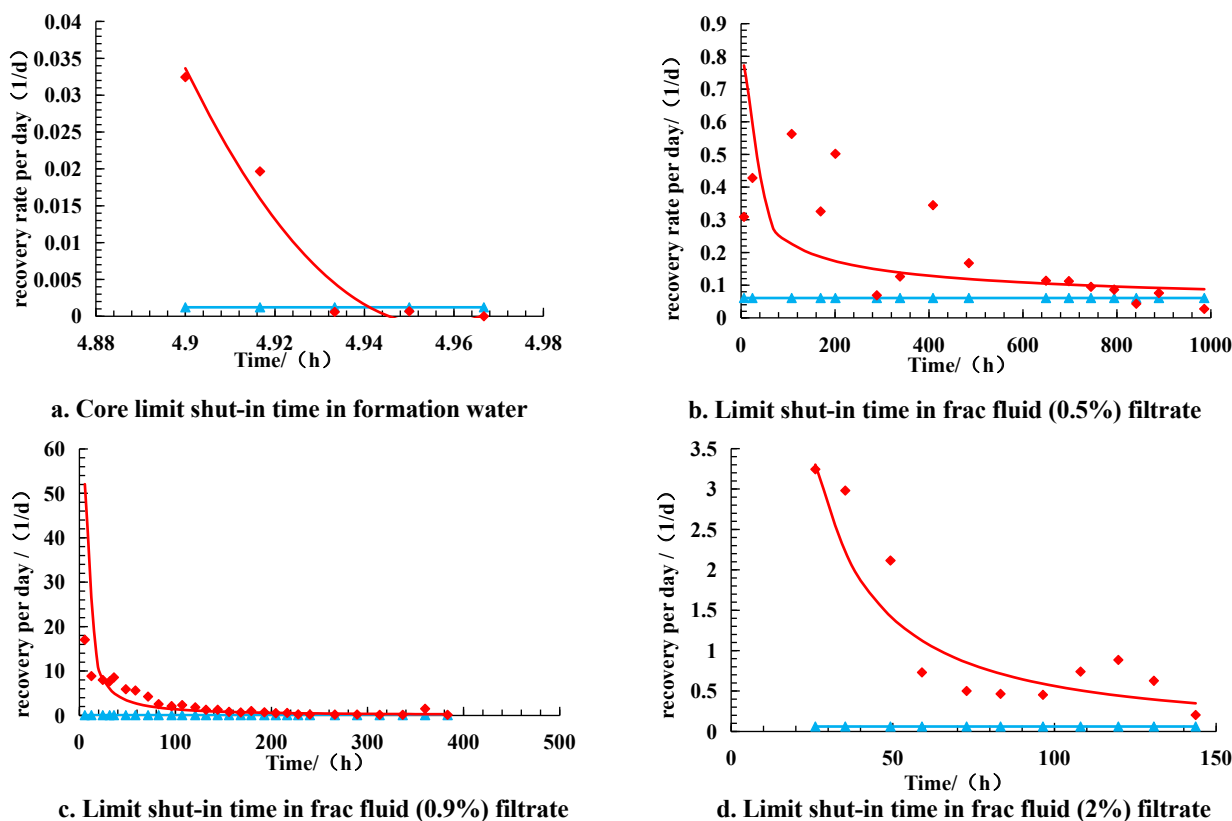 0.04
0.035
0.03
0.025
0.02
0.015
0.01
0.005
0
4.88 4.9 4.92 4.94 4.96 4.98
recovery rate per day（1/d）
Time/（h）
a. Core limit shut-in time in formation water
0.9
0.8
0.7
0.6
0.5
0.4
0.3
0.2
0.1
0
0 200 400 600 800 1000
recovery rate per day/（1/d）
Time/（h）
b. Limit shut-in time in frac fluid (0.5%) filtrate
60
50
40
30
20
10
0
0 100 200 300 400 500
recovery per day /（1/d）
Time/（h）
c. Limit shut-in time in frac fluid (0.9%) filtrate
3.5
3
2.5
2
1.5
1
0.5
0
0 50 100 150
recovery per day /（1/d）
Time/（h）
d. Limit shut-in time in frac fluid (2%) filtrate